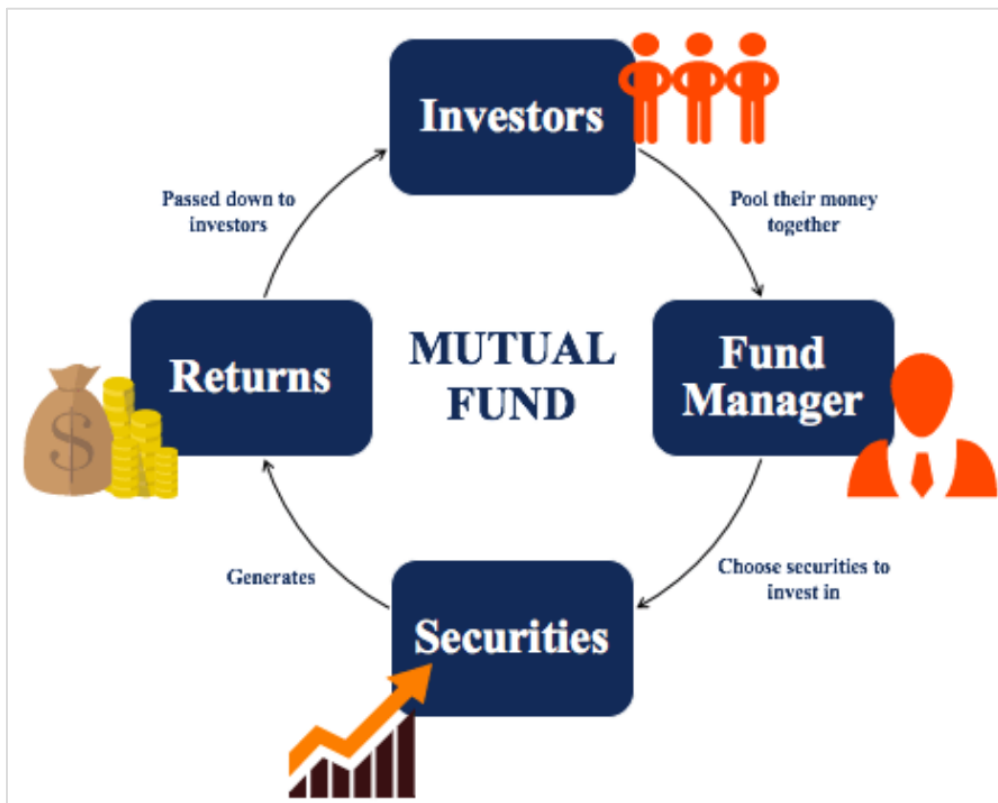 Investors
Passed down to
investors
Pool their money
together
Returns
MUTUAL
FUND
Fund
Manager
$
Generates
Choose securities to
invest in
Securities